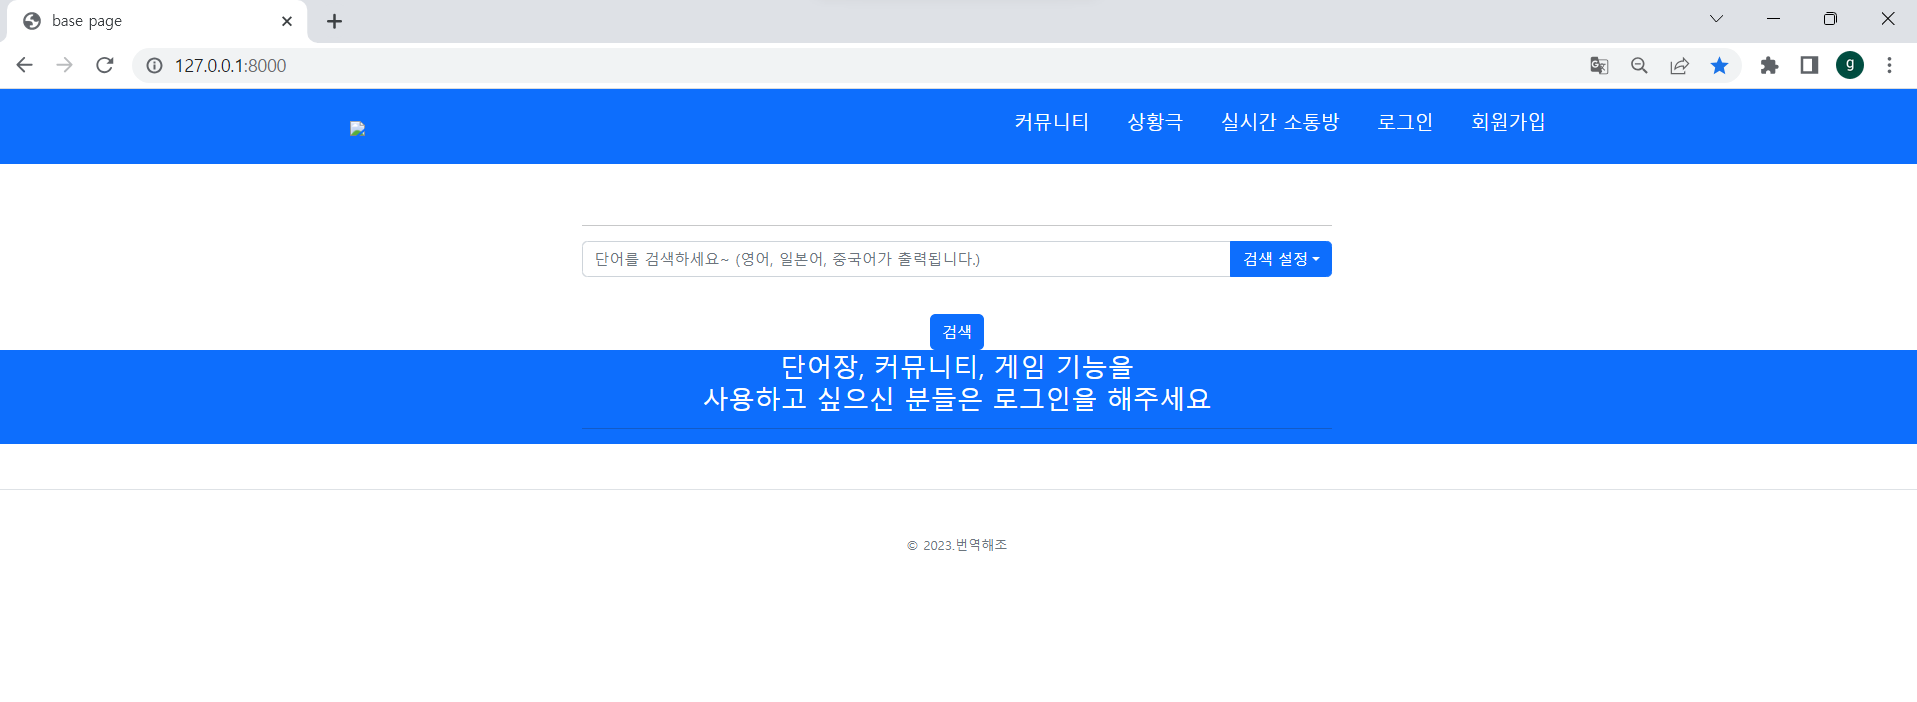 base page
127.0.0.1:8000
g
커뮤니티 상황극 실시간 소통방 로그인 회원가입
단어를 검색하세요~ (영어, 일본어, 중국어가 출력됩니다.) 검색 설정
검색
단어장, 커뮤니티, 게임 기능을
사용하고 싶으신 분들은 로그인을 해주세요
© 2023.번역해조